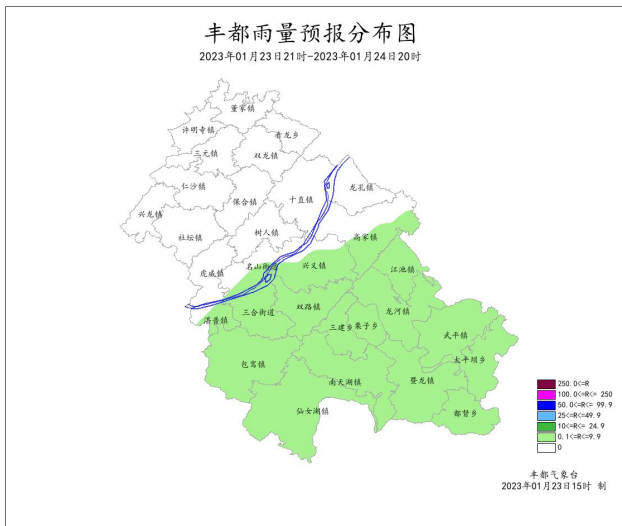 丰都雨量预报分布图
2023年01月23日21时-2023年01月24日20时
董家镇
许明寺镇
青龙乡
三元镇
双龙镇
仁沙镇
龙孔镇
保合镇
十直镇
兴龙镇
树人镇
社坛镇
高家镇
名山街道
兴义镇
虎威镇
江池镇
湛普镇
三合街道
双路镇
龙河镇
三建乡
栗子乡
武平镇
太平坝乡
包鸾镇
南天湖镇
暨龙镇
仙女湖镇
都督乡
250.0<=R
100.0<=R<= 250
50.0<=R<= 99.9
25<=R<=49.9
10<=R<= 24.9
0.1<=R<=9.9
0
丰都气象台
2023年01月23日15时 制